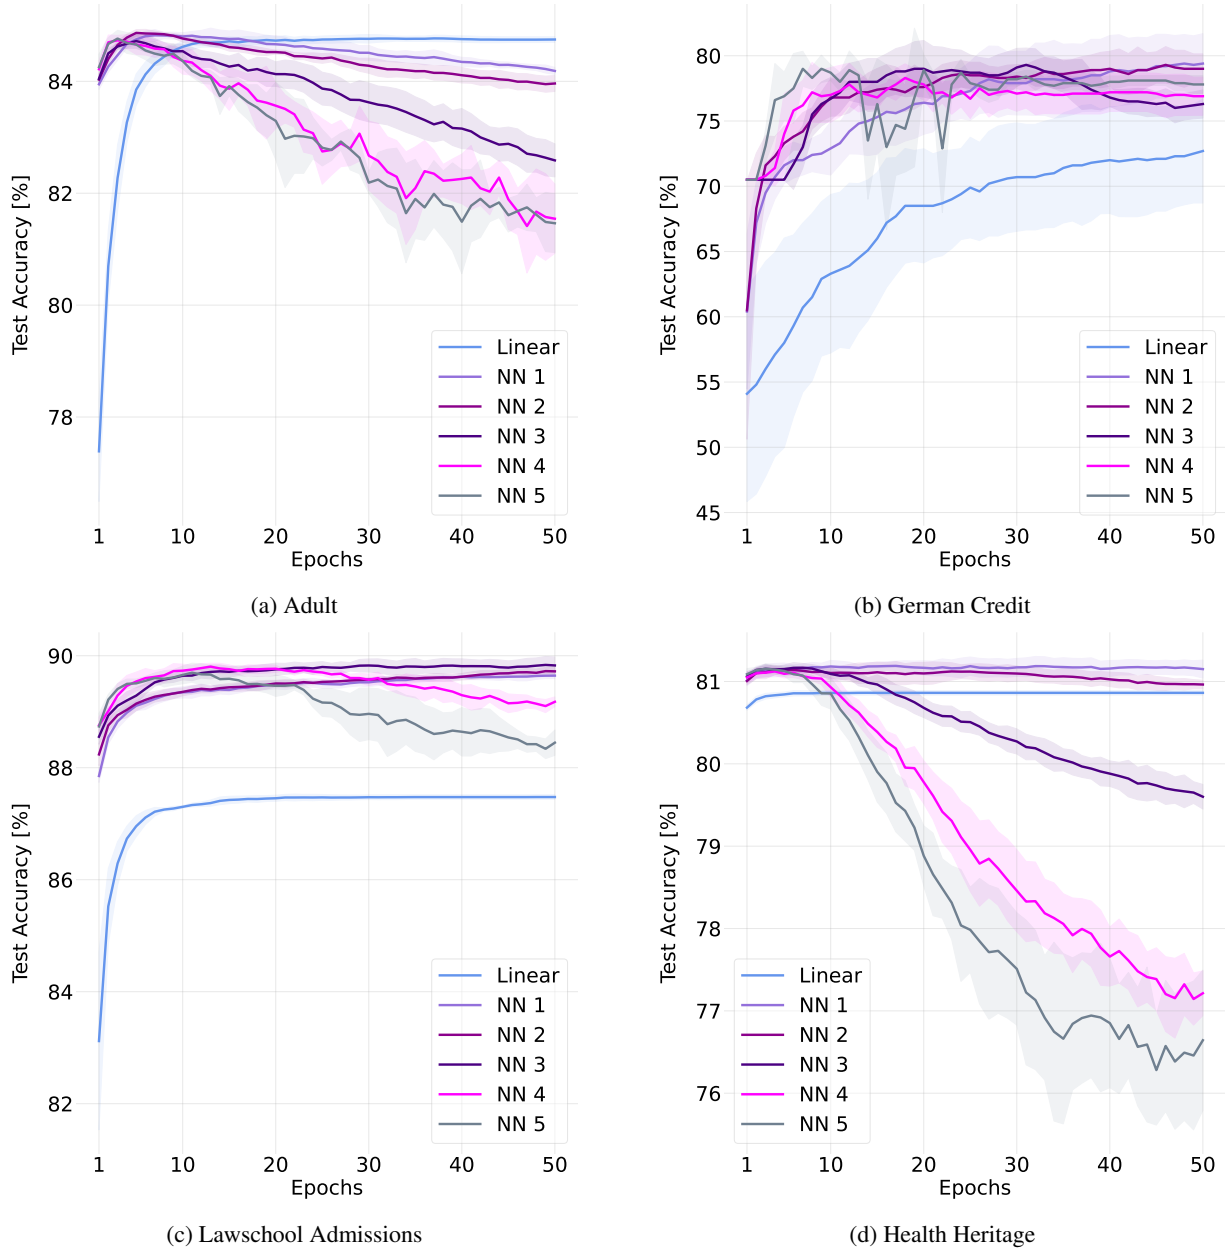 84
82
80
78
Test Accuracy [%]
Linear
NN 1
NN 2
NN 3
NN 4
NN 5
1 10 20 30 40 50
Epochs
(a) Adult
80
75
70
65
60
55
50
45
Test Accuracy [%]
Linear
NN 1
NN 2
NN 3
NN 4
NN 5
1 10 20 30 40 50
Epochs
(b) German Credit
90
88
86
84
82
Test Accuracy [%]
Linear
NN 1
NN 2
NN 3
NN 4
NN 5
1 10 20 30 40 50
Epochs
(c) Lawschool Admissions
81
80
79
78
77
76
Test Accuracy [%]
Linear
NN 1
NN 2
NN 3
NN 4
NN 5
1 10 20 30 40 50
Epochs
(d) Health Heritage